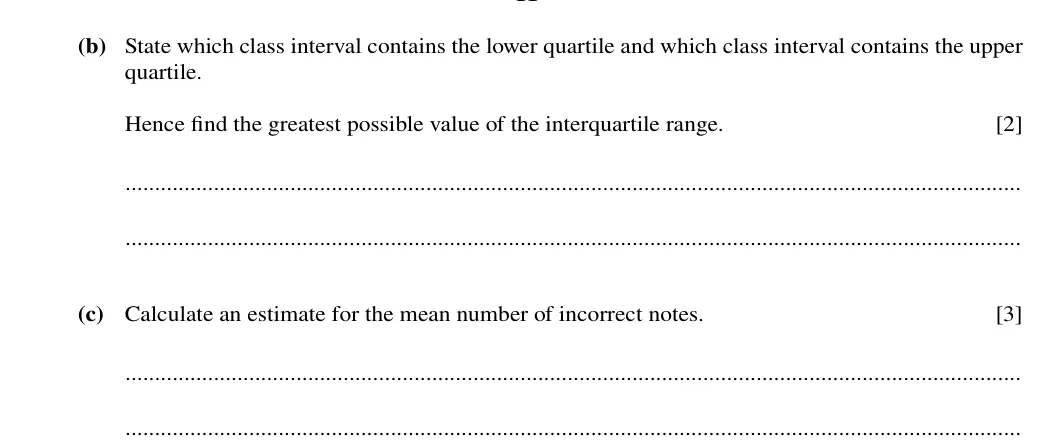 (b) State which class interval contains the lower quartile and which class interval contains the upper
quartile.
Hence find the greatest possible value of the interquartile range. [2]
................................................................................................................................................................
................................................................................................................................................................
(c) Calculate an estimate for the mean number of incorrect notes. [3]
................................................................................................................................................................
................................................................................................................................................................